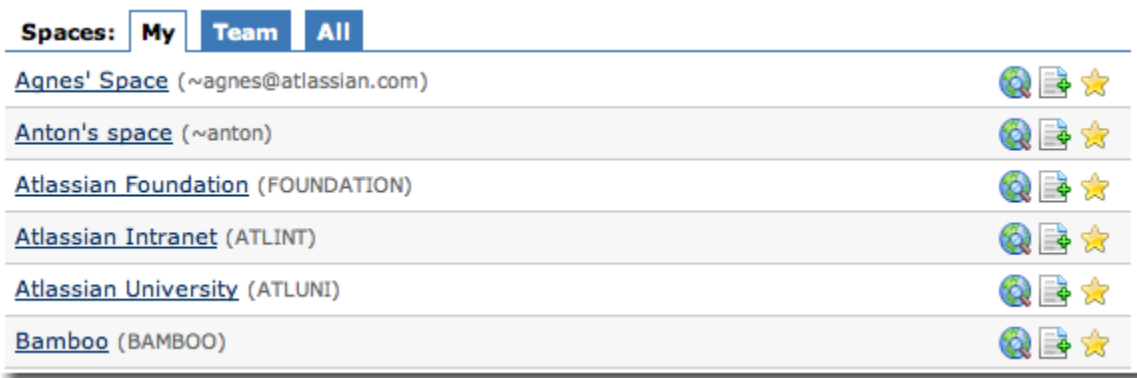 Spaces: My Team All
Agnes' Space (~agnes@atlassian.com)
Anton's space (~anton)
Atlassian Foundation (FOUNDATION)
Atlassian Intranet (ATLINT)
Atlassian University (ATLUNI)
Bamboo (BAMBOO)